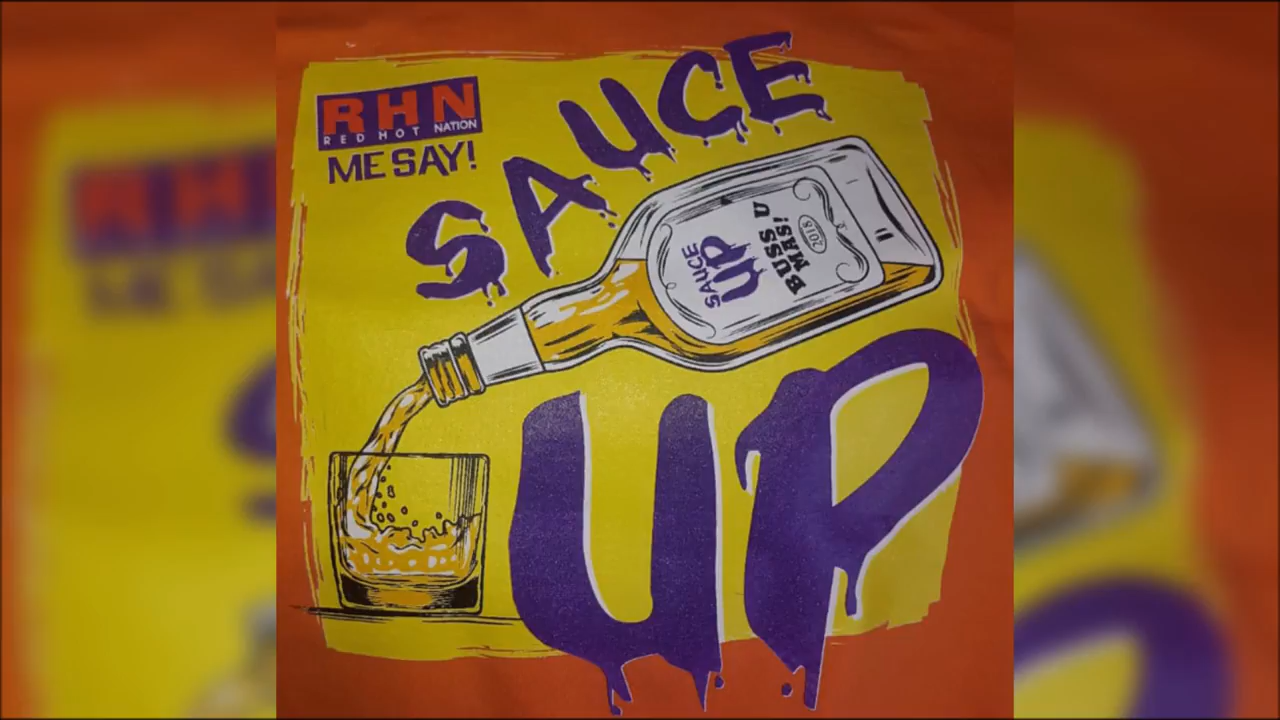 RHN
RED HOT NATION
ME SAY!
SAUCE
UP
SAUCE
UP
BUSS U
MAS!
2018